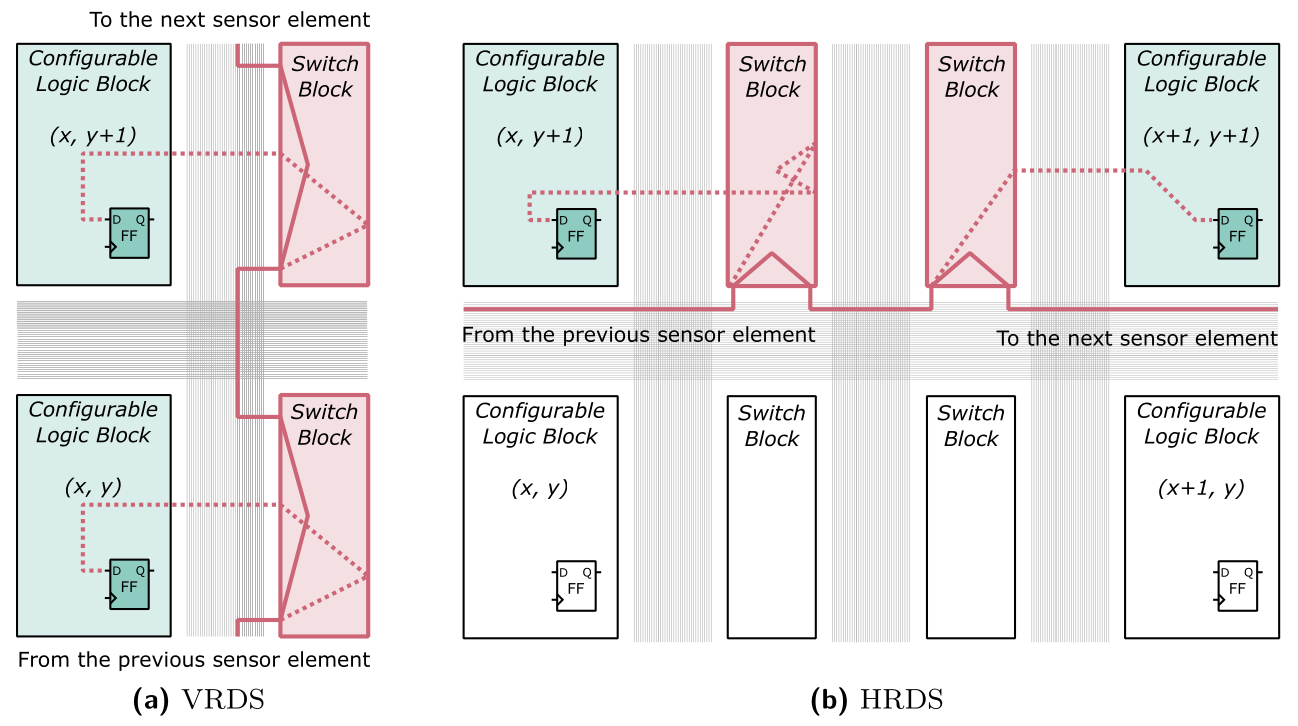 To the next sensor element
Configurable
Logic Block
(x, y+1)
D Q
FF
Switch
Block
Configurable
Logic Block
(x, y)
D Q
FF
Switch
Block
From the previous sensor element
(a) VRDS
Configurable
Logic Block
(x, y+1)
D Q
FF
Switch
Block
Switch
Block
Configurable
Logic Block
(x+1, y+1)
D Q
FF
From the previous sensor element
To the next sensor element
Configurable
Logic Block
(x, y)
D Q
FF
Switch
Block
Switch
Block
Configurable
Logic Block
(x+1, y)
D Q
FF
(b) HRDS